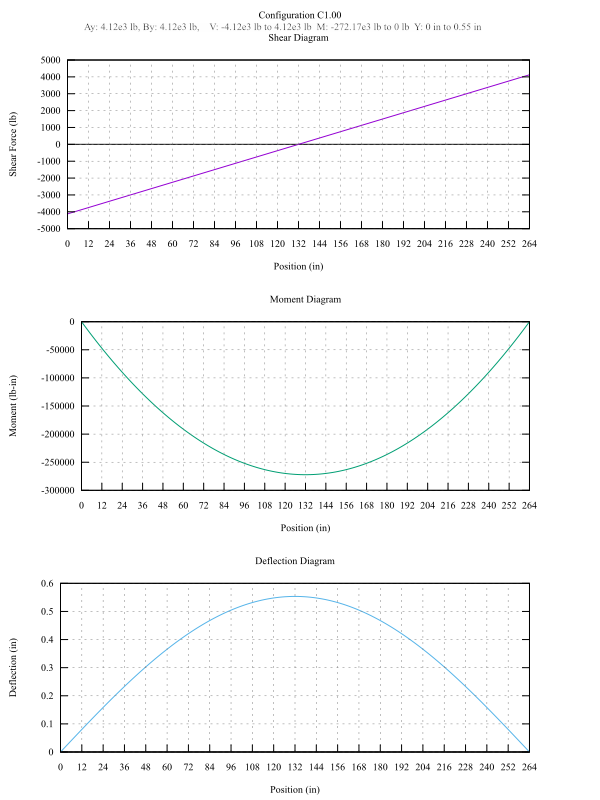 Configuration C1.00
Ay: 4.12e3 lb, By: 4.12e3 lb, V: -4.12e3 lb to 4.12e3 lb M: -272.17e3 lb to 0 lb Y: 0 in to 0.55 in
Shear Diagram
5000
4000
3000
2000
1000
0
-1000
-2000
-3000
-4000
-5000
Shear Force (lb)
0 12 24 36 48 60 72 84 96 108 120 132 144 156 168 180 192 204 216 228 240 252 264
Position (in)
Moment Diagram
0
-50000
-100000
-150000
-200000
-250000
-300000
Moment (lb-in)
0 12 24 36 48 60 72 84 96 108 120 132 144 156 168 180 192 204 216 228 240 252 264
Position (in)
Deflection Diagram
0.6
0.5
0.4
0.3
0.2
0.1
0
Deflection (in)
0 12 24 36 48 60 72 84 96 108 120 132 144 156 168 180 192 204 216 228 240 252 264
Position (in)